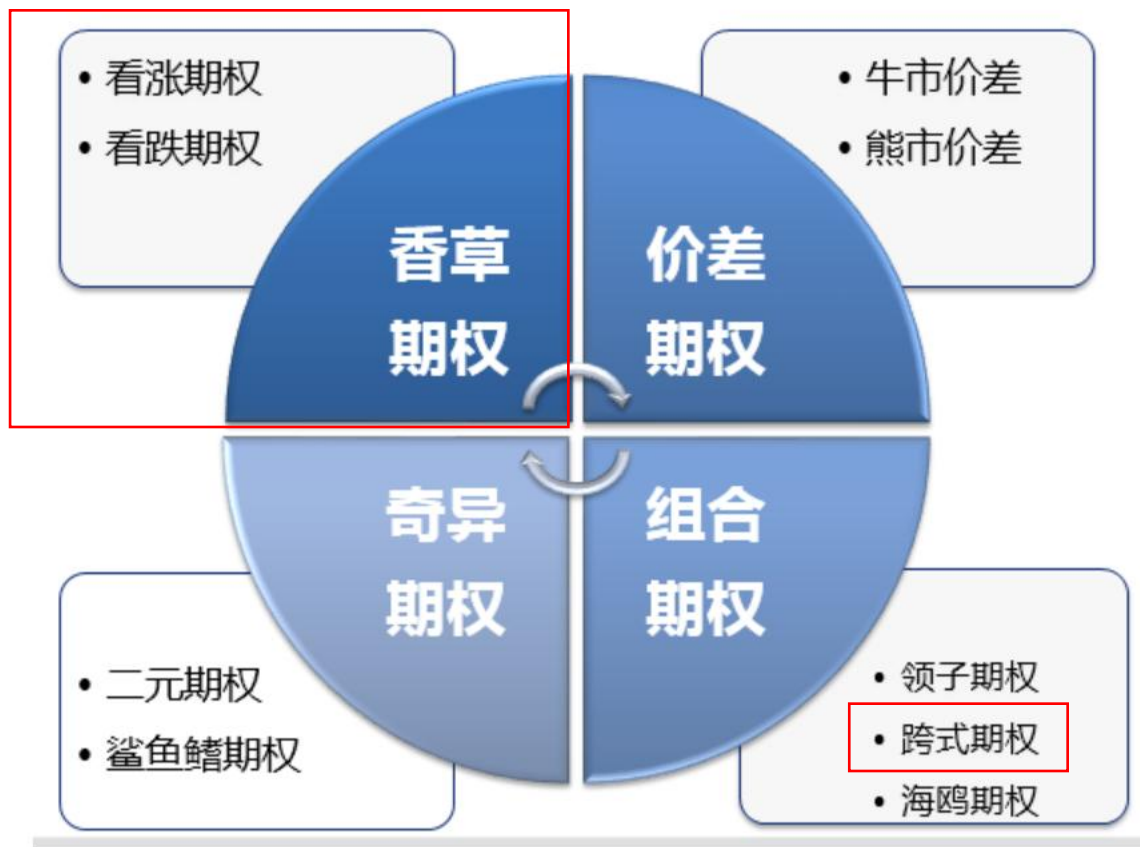 • 看涨期权
• 看跌期权
香草
期权
• 牛市价差
• 熊市价差
价差
期权
奇异
期权
• 二元期权
• 鲨鱼鳍期权
组合
期权
• 领子期权
• 跨式期权
• 海鸥期权